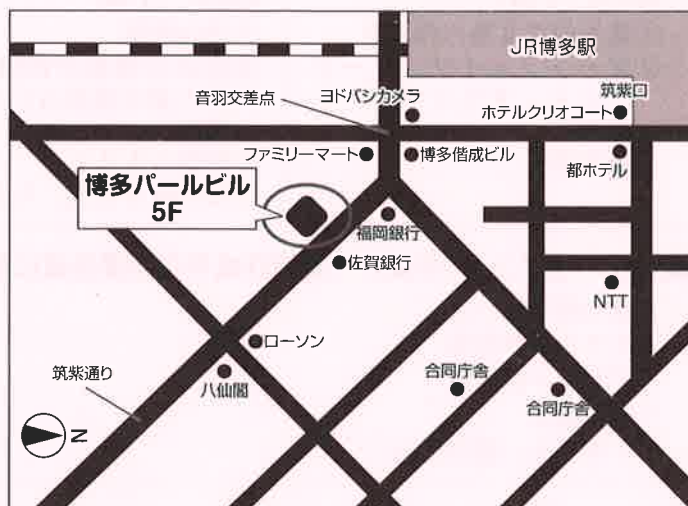 JR博多駅
筑紫口
ヨドバシカメラ
ホテルクリオコート
音羽交差点
ファミリーマート
博多偕成ビル
都ホテル
博多パールビル
5F
福岡銀行
佐賀銀行
NTT
ローソン
筑紫通り
八仙閣
合同庁舎
合同庁舎
N